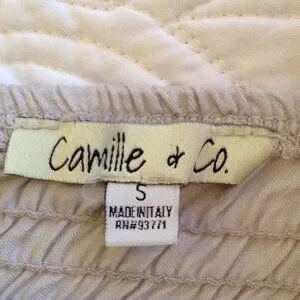 Camille & Co.
S
MADE IN ITALY
RN#93771